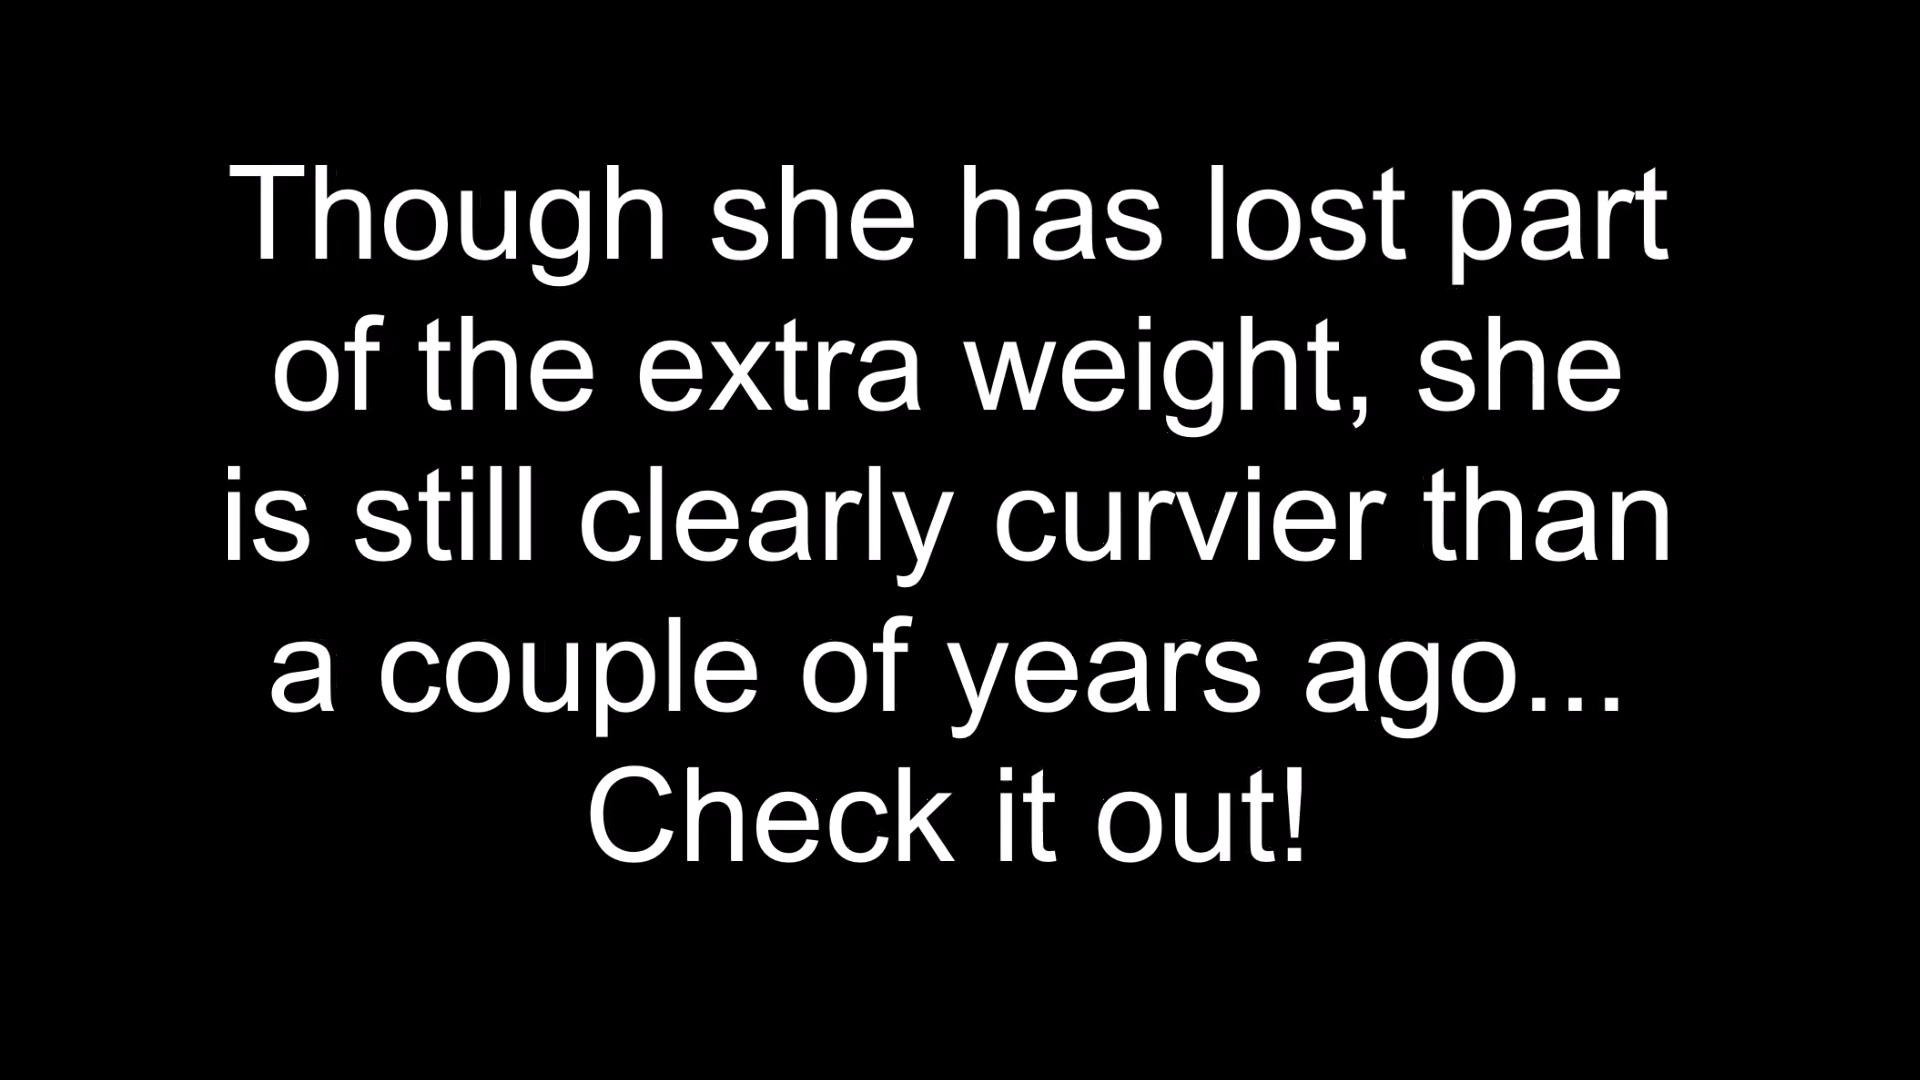 Though she has lost part
of the extra weight, she
is still clearly curvier than
a couple of years ago...
Check it out!